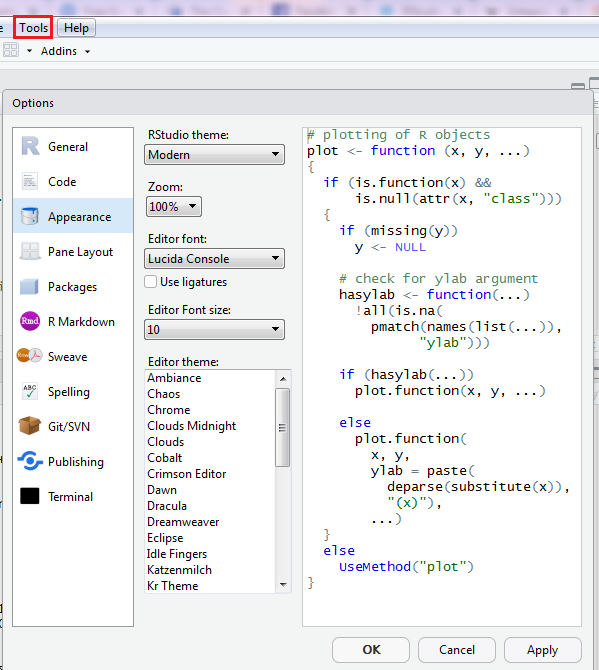 Tools Help
Addins
Options
General
Code
Appearance
Pane Layout
Packages
Rmd R Markdown
Sweave
ABC Spelling
Git/SVN
Publishing
Terminal
RStudio theme:
Modern
Zoom:
100%
Editor font:
Lucida Console
Use ligatures
Editor Font size:
10
Editor theme:
Ambiance
Chaos
Chrome
Clouds Midnight
Clouds
Cobalt
Crimson Editor
Dawn
Dracula
Dreamweaver
Eclipse
Idle Fingers
Katzenmilch
Kr Theme
# plotting of R objects
plot <- function (x, y, ...)
{
  if (is.function(x) &&
      is.null(attr(x, "class")))
  {
    if (missing(y))
      y <- NULL

    # check for ylab argument
    hasylab <- function(...)
      !all(is.na(
        pmatch(names(list(...)),
              "ylab")))

    if (hasylab(...))
      plot.function(x, y, ...)

    else
      plot.function(
        x, y,
        ylab = paste(
          deparse(substitute(x)),
          "(x)"),
        ...)
  }
  else
    UseMethod("plot")
}
OK Cancel Apply